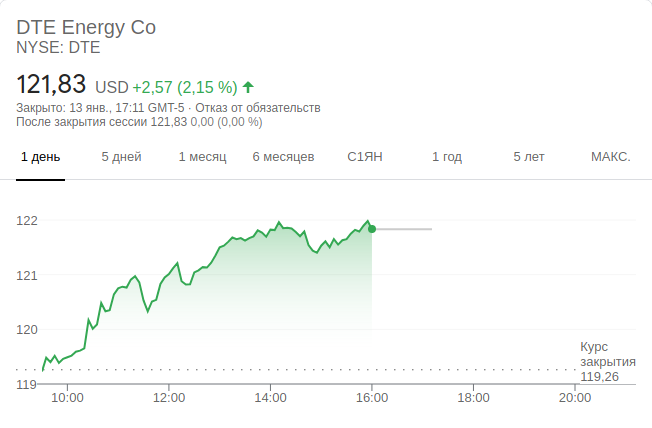 DTE Energy Co
NYSE: DTE
121,83 USD +2,57 (2,15 %) ↑
Закрыто: 13 янв., 17:11 GMT-5 · Отказ от обязательств
После закрытия сессии 121,83 0,00 (0,00 %)
1 день 5 дней 1 месяц 6 месяцев С1ЯН 1 год 5 лет МАКС.
122
121
120
Курс
закрытия
119,26
119
10:00 12:00 14:00 16:00 18:00 20:00